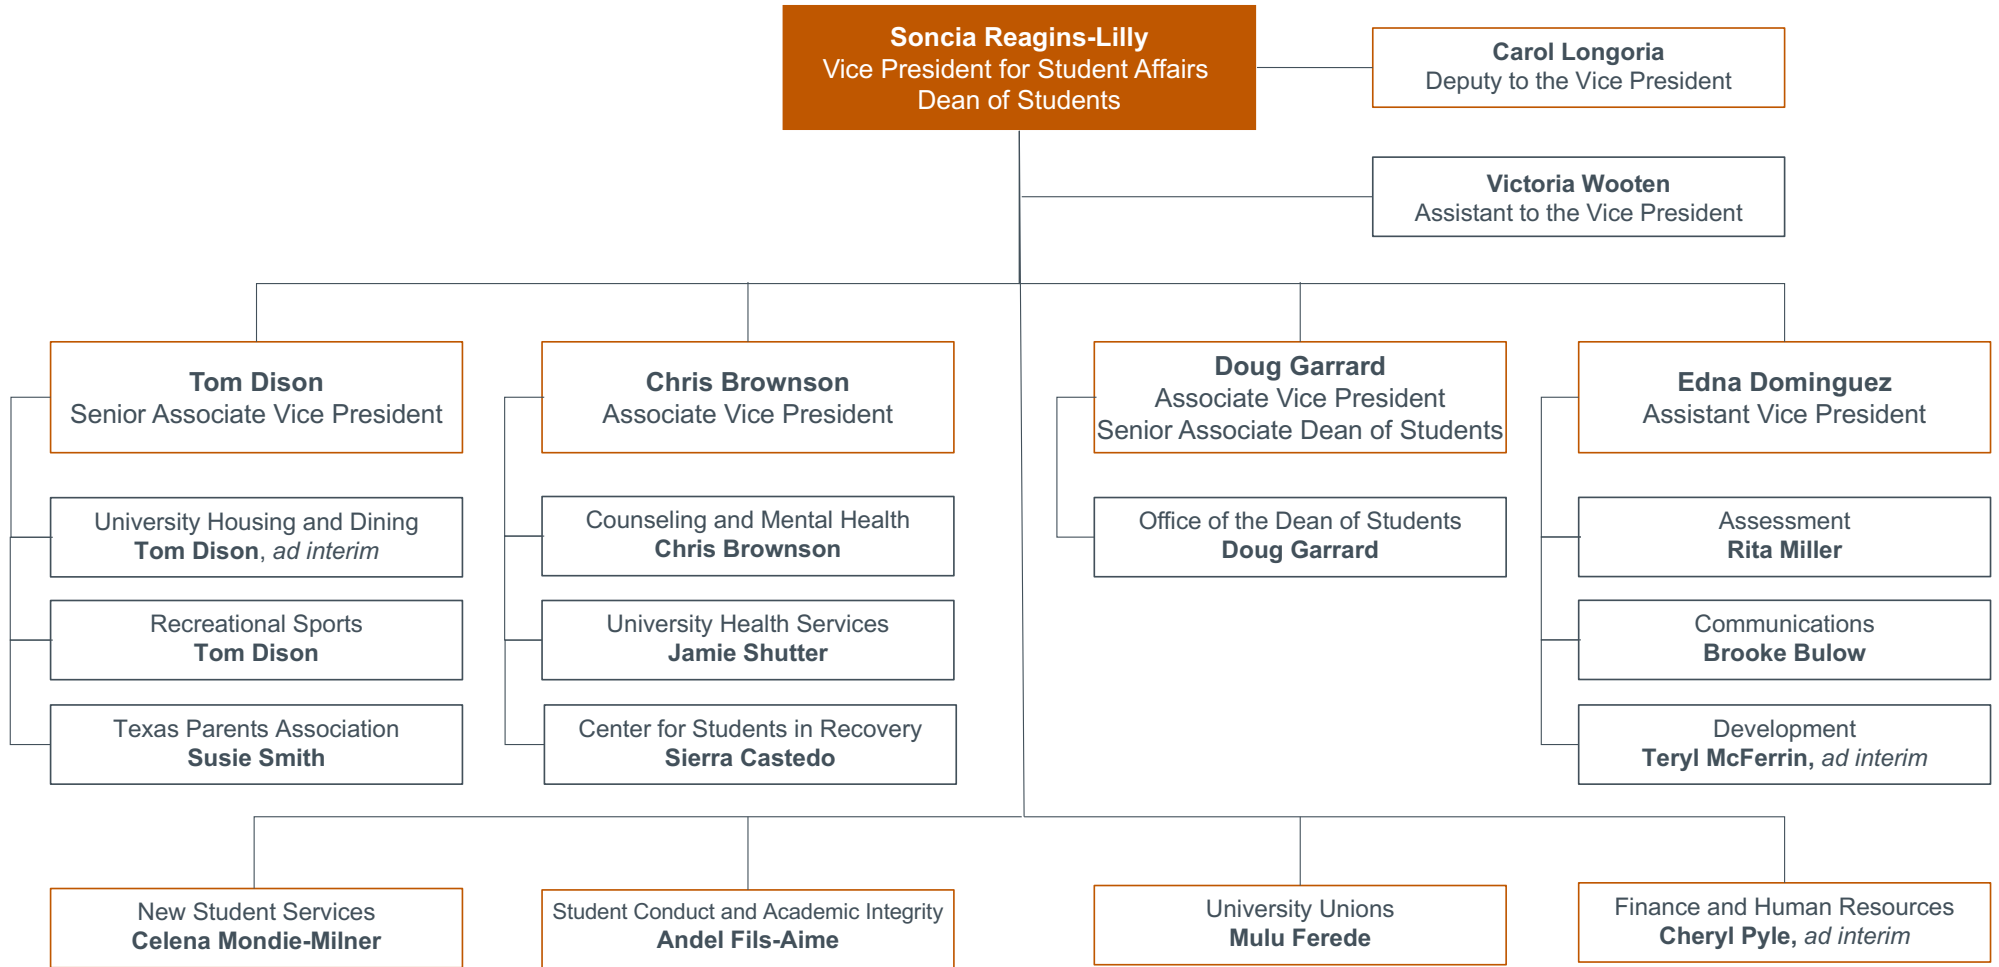 Soncia Reagins-Lilly
Vice President for Student Affairs
Dean of Students
Carol Longoria
Deputy to the Vice President
Victoria Wooten
Assistant to the Vice President
Tom Dison
Senior Associate Vice President
Chris Brownson
Associate Vice President
Doug Garrard
Associate Vice President
Senior Associate Dean of Students
Edna Dominguez
Assistant Vice President
University Housing and Dining
Tom Dison, ad interim
Counseling and Mental Health
Chris Brownson
Office of the Dean of Students
Doug Garrard
Assessment
Rita Miller
Recreational Sports
Tom Dison
University Health Services
Jamie Shutter
Communications
Brooke Bulow
Texas Parents Association
Susie Smith
Center for Students in Recovery
Sierra Castedo
Development
Teryl McFerrin, ad interim
New Student Services
Celena Mondie-Milner
Student Conduct and Academic Integrity
Andel Fils-Aime
University Unions
Mulu Ferede
Finance and Human Resources
Cheryl Pyle, ad interim